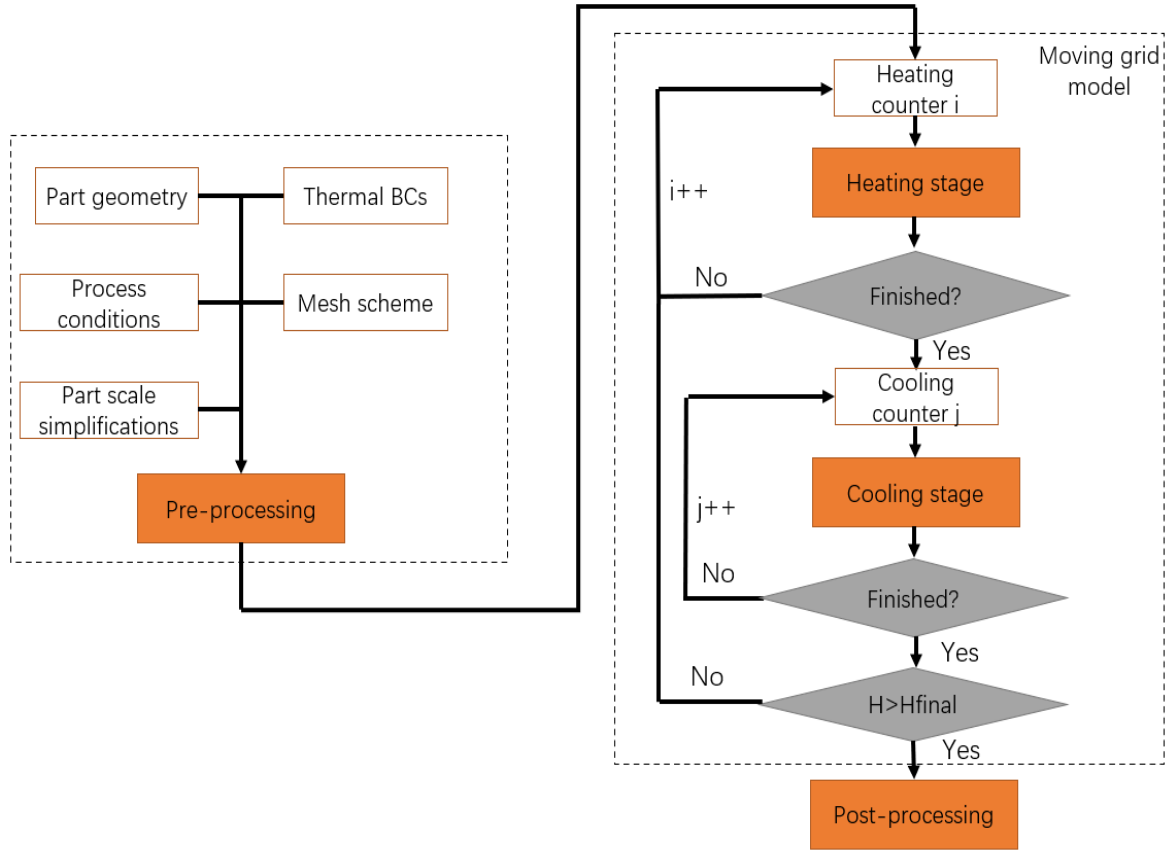 Part geometry
Thermal BCs
Process
conditions
Mesh scheme
Part scale
simplifications
Pre-processing
Moving grid
model
Heating
counter i
Heating stage
i++
No
Finished?
Yes
Cooling
counter j
Cooling stage
j++
No
Finished?
Yes
No
H>Hfinal
Yes
Post-processing